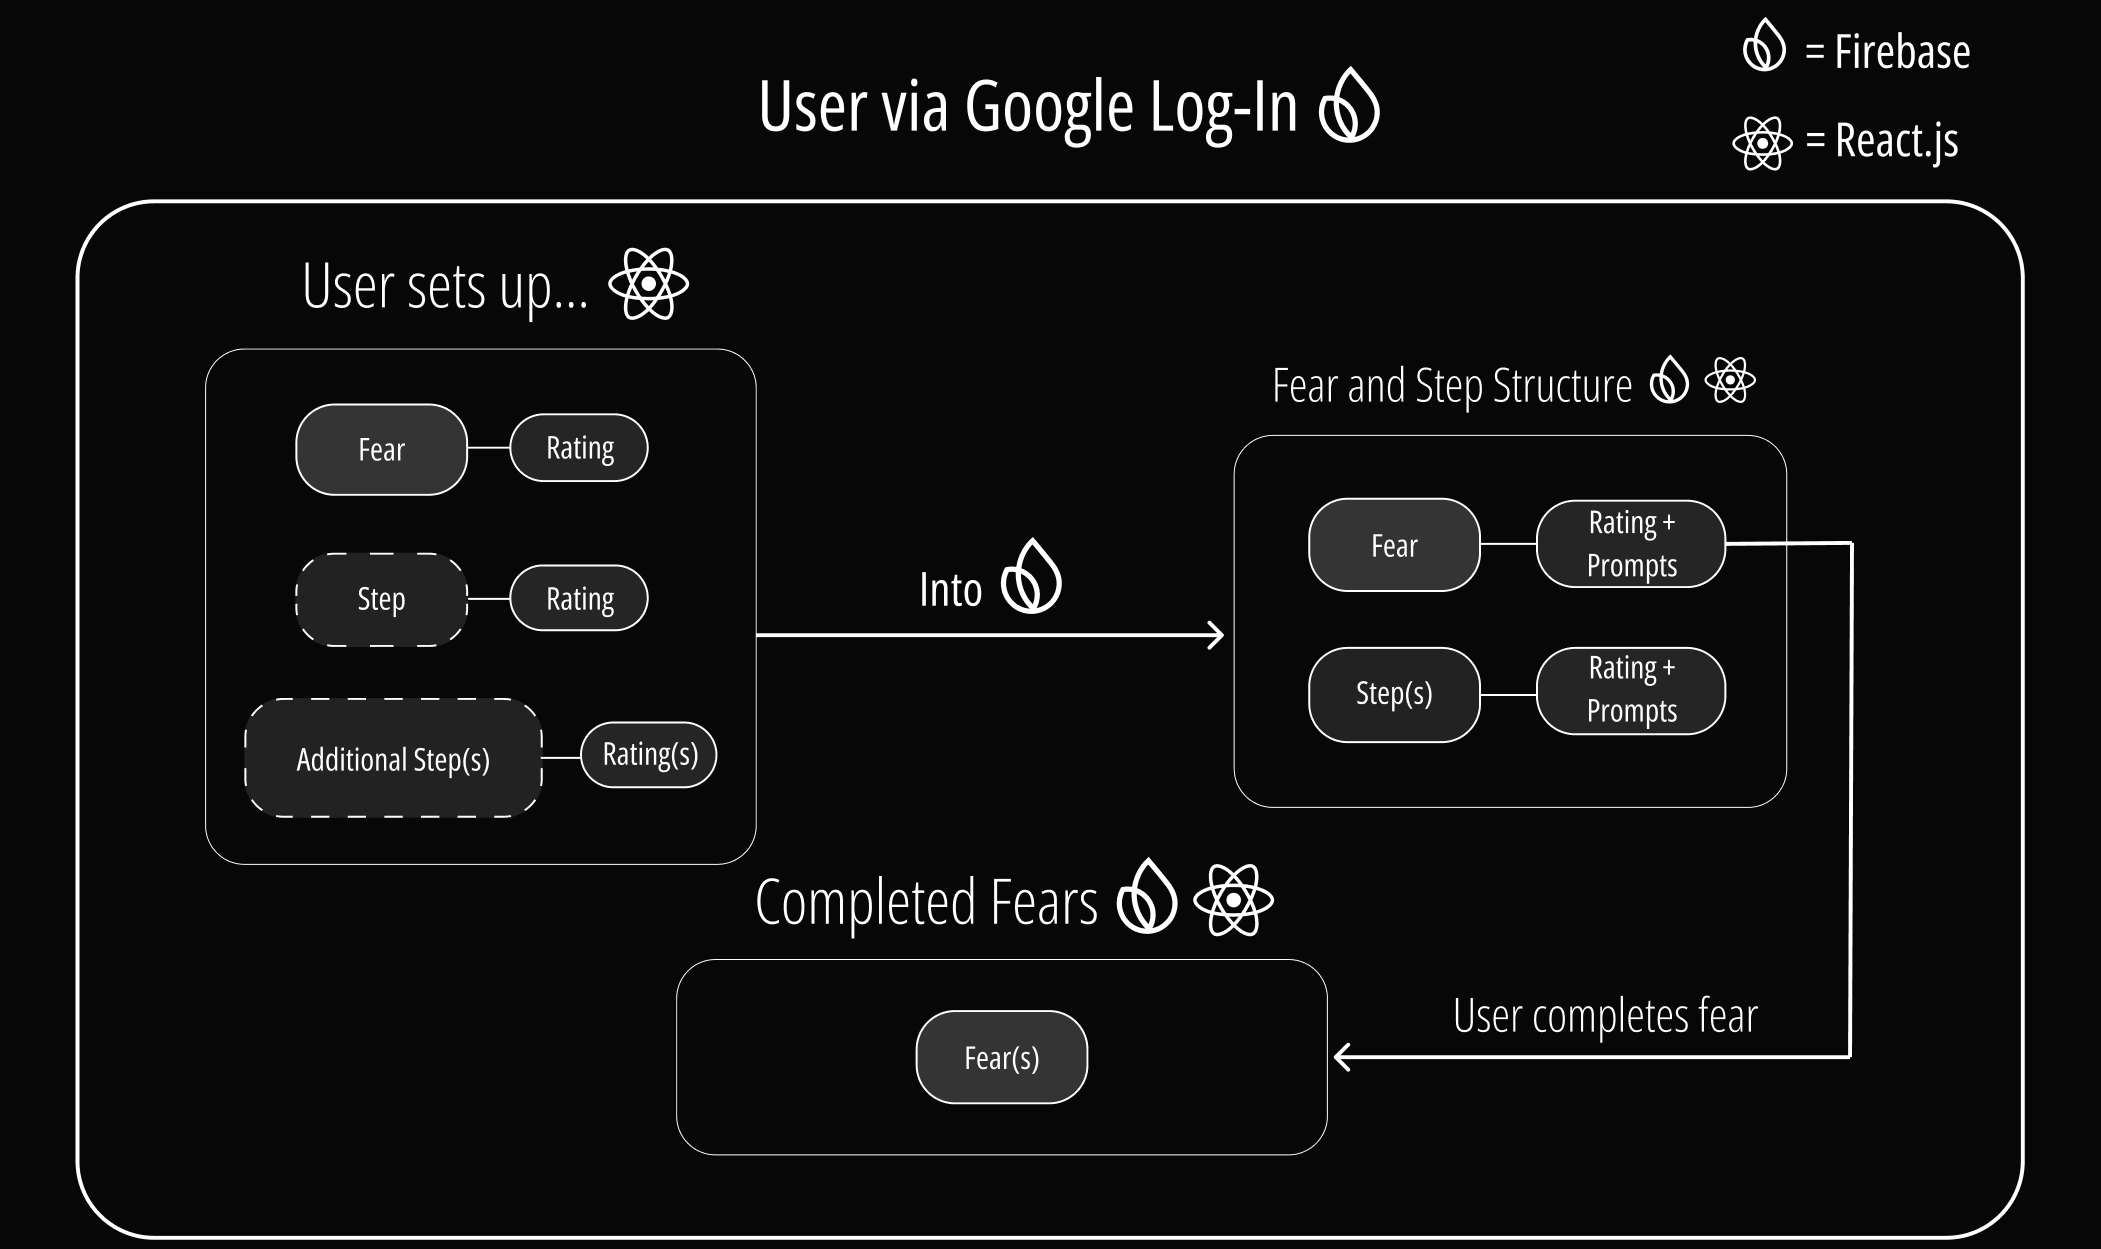 = Firebase
User via Google Log-In
= React.js
User sets up...
Fear and Step Structure
Fear
Rating
Step
Rating
Additional Step(s)
Rating(s)
Into
Fear
Rating +
Prompts
Step(s)
Rating +
Prompts
Completed Fears
Fear(s)
User completes fear